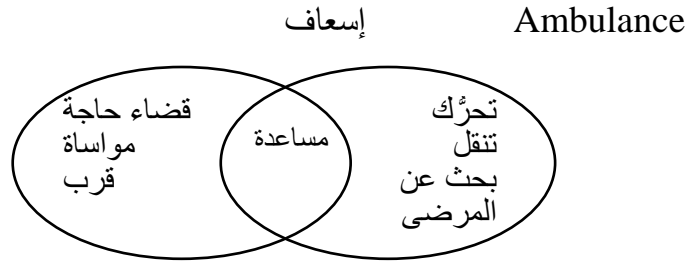 إسعاف
Ambulance
قضاء حاجة
مواساة
قرب
مساعدة
تحرُّك
تنقل
بحث عن
المرضى